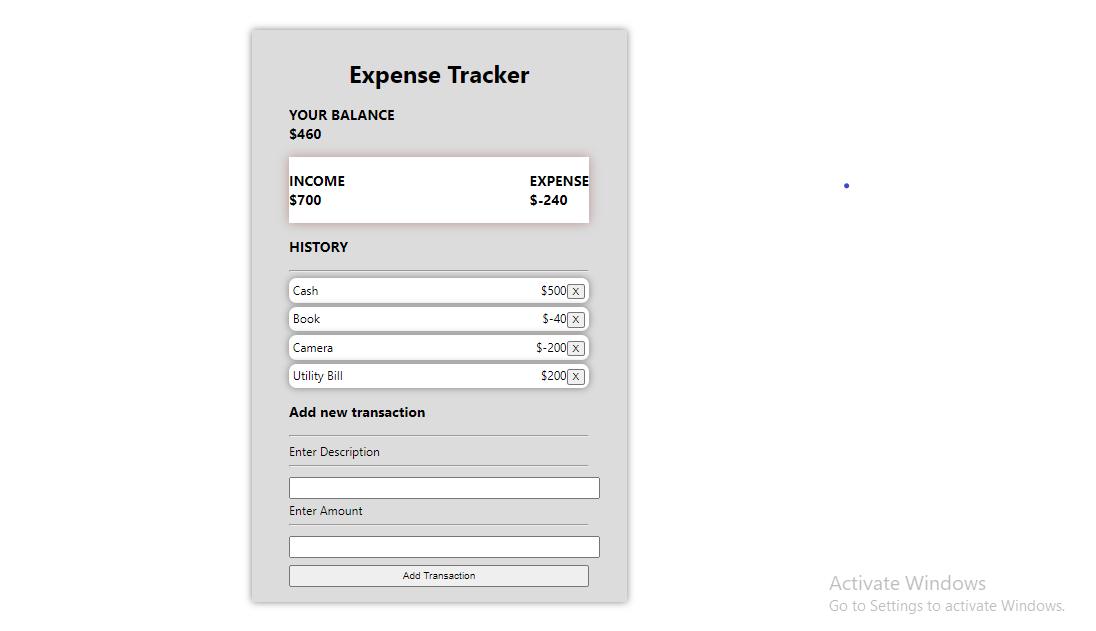 Expense Tracker
YOUR BALANCE
$460
INCOME EXPENSE
$700 $-240
HISTORY
Cash $500 X
Book $-40 X
Camera $-200 X
Utility Bill $200 X
Add new transaction
Enter Description
Enter Amount
Add Transaction
Activate Windows
Go to Settings to activate Windows.